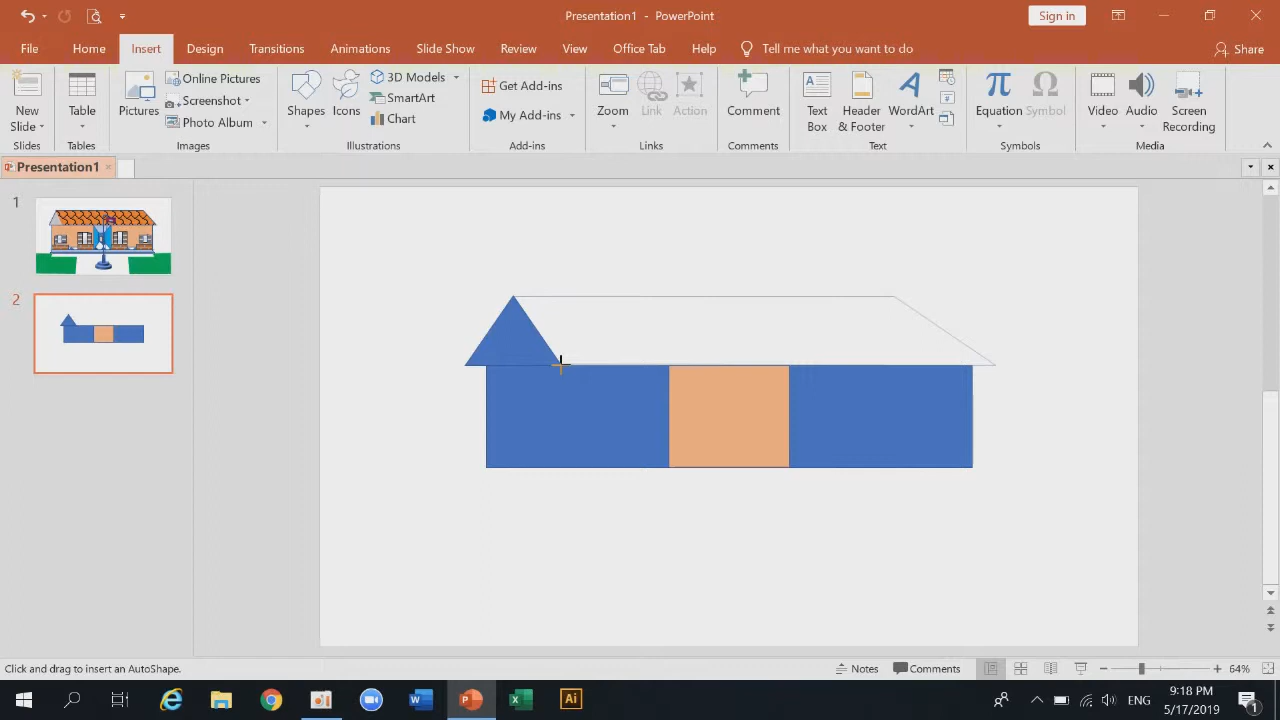 Presentation1 - PowerPoint
Sign in
File Home Insert Design Transitions Animations Slide Show Review View Office Tab Help Tell me what you want to do Share
New Slide
Table
Pictures
Online Pictures
Screenshot
Photo Album
Shapes
Icons
3D Models
SmartArt
Chart
Get Add-ins
My Add-ins
Zoom
Link
Action
Comment
Text Box
Header & Footer
WordArt
Equation
Symbol
Video
Audio
Screen Recording
Slides Tables Images Illustrations Add-ins Links Comments Text Symbols Media
Presentation1
1
2
Click and drag to insert an AutoShape.
Notes Comments 64%
ENG
9:18 PM
5/17/2019
1
W
P
X
Ai